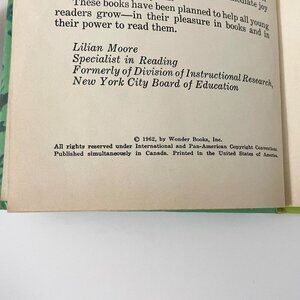 These books have been planned to help all young
readers grow—in their pleasure in books and in
their power to read them.
Lilian Moore
Specialist in Reading
Formerly of Division of Instructional Research,
New York City Board of Education
© 1962, by Wonder Books, Inc.
All rights reserved under International and Pan-American Copyright Conventions
Published simultaneously in Canada. Printed in the United States of America.